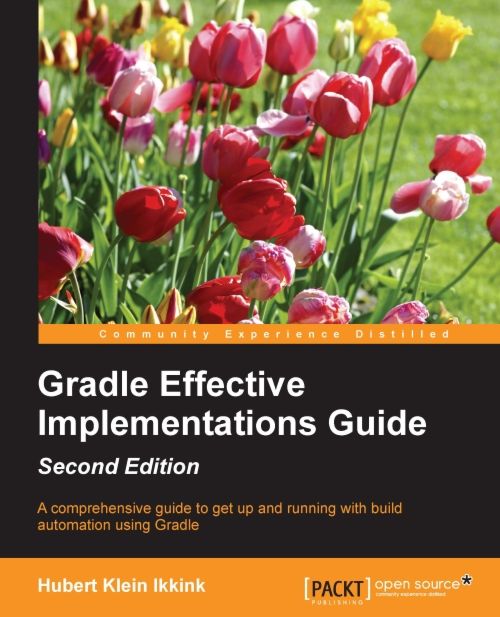 Community Experience Distilled
Gradle Effective
Implementations Guide
Second Edition
A comprehensive guide to get up and running with build
automation using Gradle
Hubert Klein Ikkink
[PACKT] open source*
PUBLISHING community experience distilled